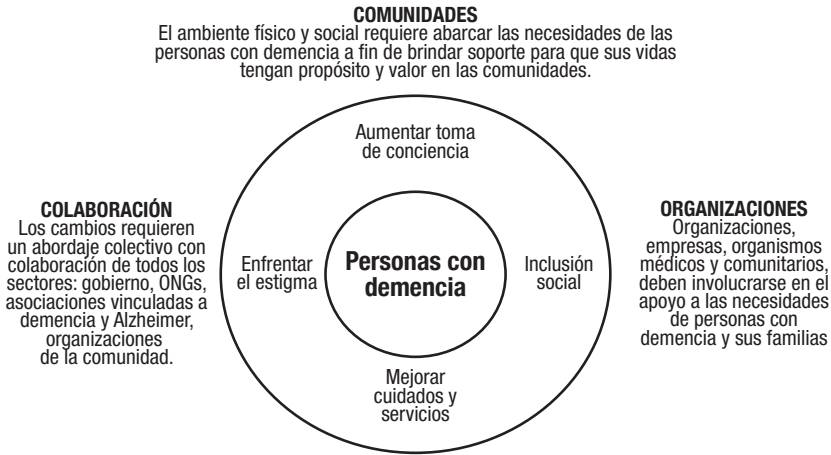 COMUNIDADES
El ambiente físico y social requiere abarcar las necesidades de las
personas con demencia a fin de brindar soporte para que sus vidas
tengan propósito y valor en las comunidades.
Aumentar toma
de conciencia
COLABORACIÓN
Los cambios requieren
un abordaje colectivo con
colaboración de todos los
sectores: gobierno, ONGs,
asociaciones vinculadas a
demencia y Alzheimer,
organizaciones
de la comunidad.
Enfrentar
el estigma
Personas con
demencia
Inclusión
social
ORGANIZACIONES
Organizaciones,
empresas, organismos
médicos y comunitarios,
deben involucrarse en el
apoyo a las necesidades
de personas con
demencia y sus familias
Mejorar
cuidados y
servicios